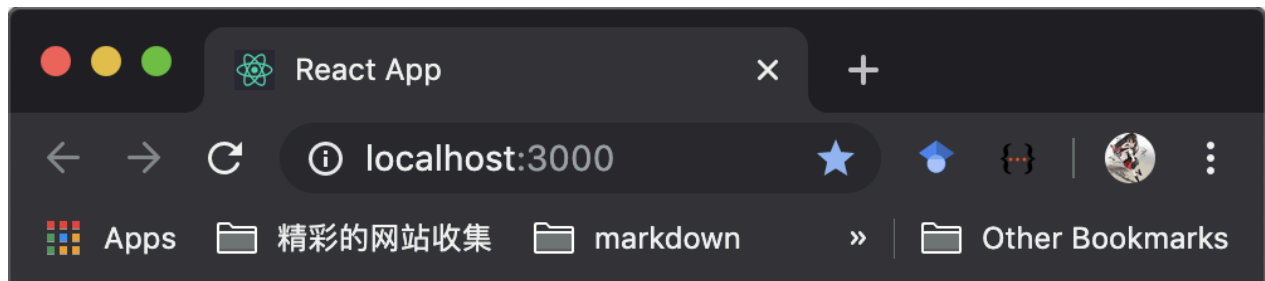 React App
localhost:3000
Apps 精彩的网站收集 markdown » Other Bookmarks